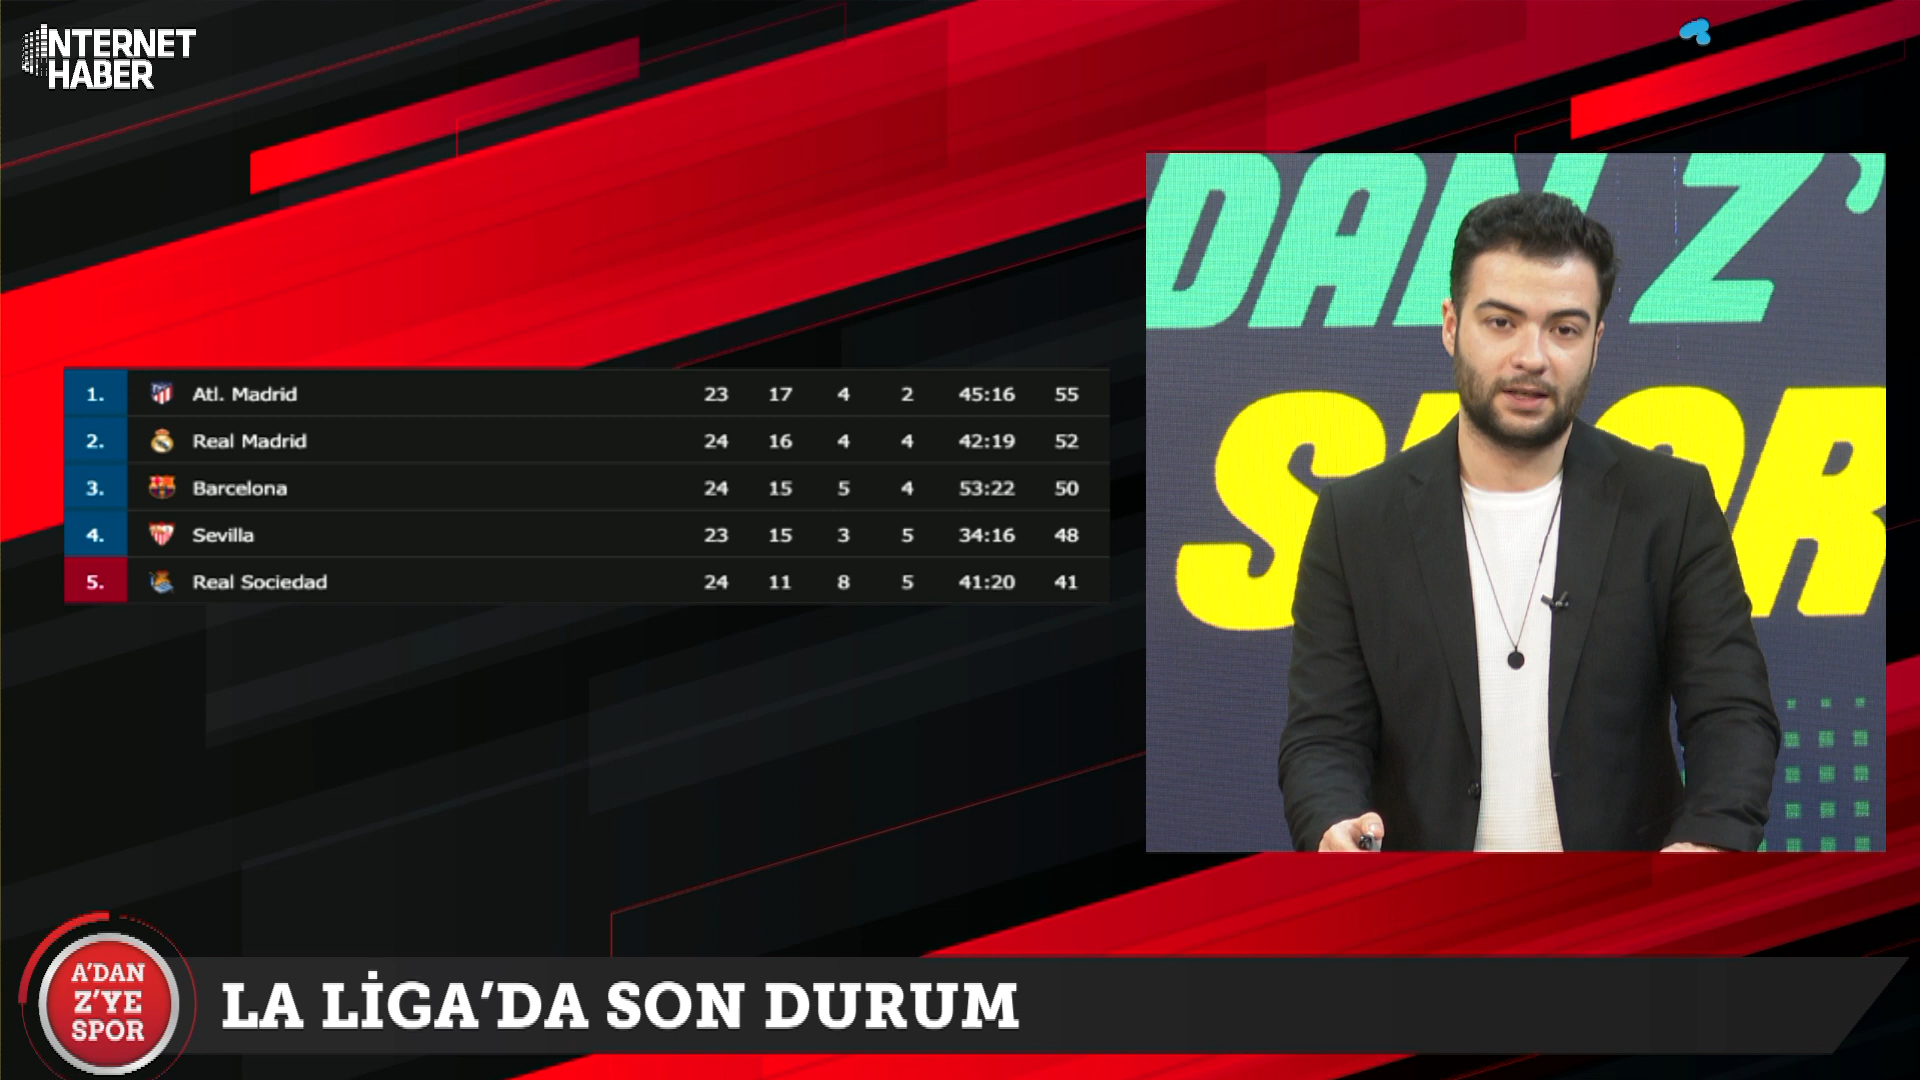 İNTERNET
HABER
DAN Z'
SPOR
1. Atl. Madrid 23 17 4 2 45:16 55
2. Real Madrid 24 16 4 4 42:19 52
3. Barcelona 24 15 5 4 53:22 50
4. Sevilla 23 15 3 5 34:16 48
5. Real Sociedad 24 11 8 5 41:20 41
A'DAN
Z'YE
SPOR
LA LİGA'DA SON DURUM